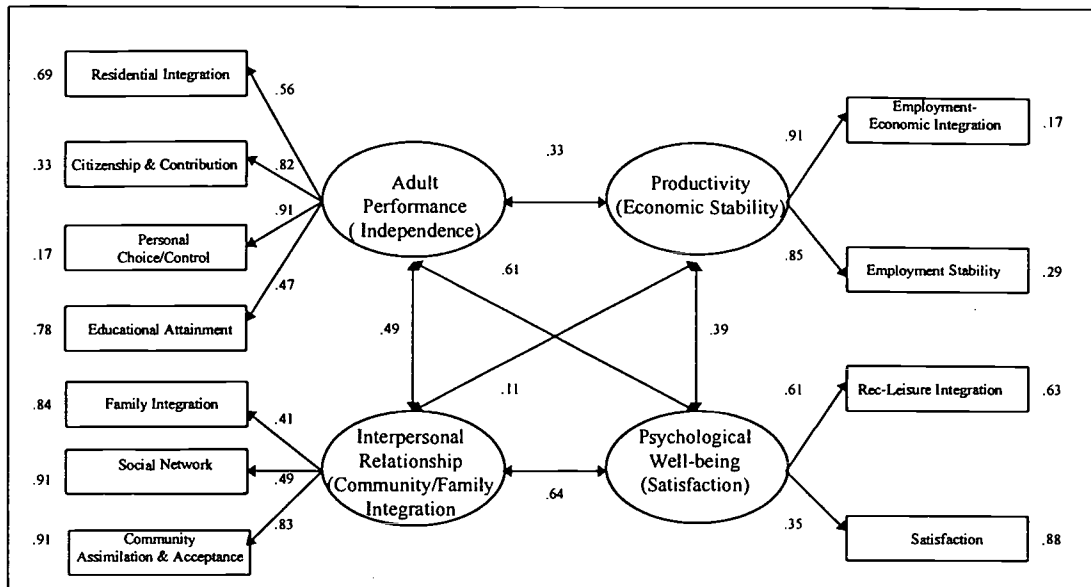 .69
Residential Integration
.56
.33
Citizenship & Contribution
.82
.17
Personal
Choice/Control
.91
.47
.78
Educational Attainment
.84
Family Integration
.41
.91
Social Network
.49
.91
Community
Assimilation & Acceptance
.83
Adult
Performance
( Independence)
.33
Productivity
(Economic Stability)
.61
.49
.39
.11
Interpersonal
Relationship
(Community/Family
Integration
.64
Psychological
Well-being
(Satisfaction)
.91
Employment-
Economic Integration
.17
.85
Employment Stability
.29
.61
Rec-Leisure Integration
.63
.35
Satisfaction
.88